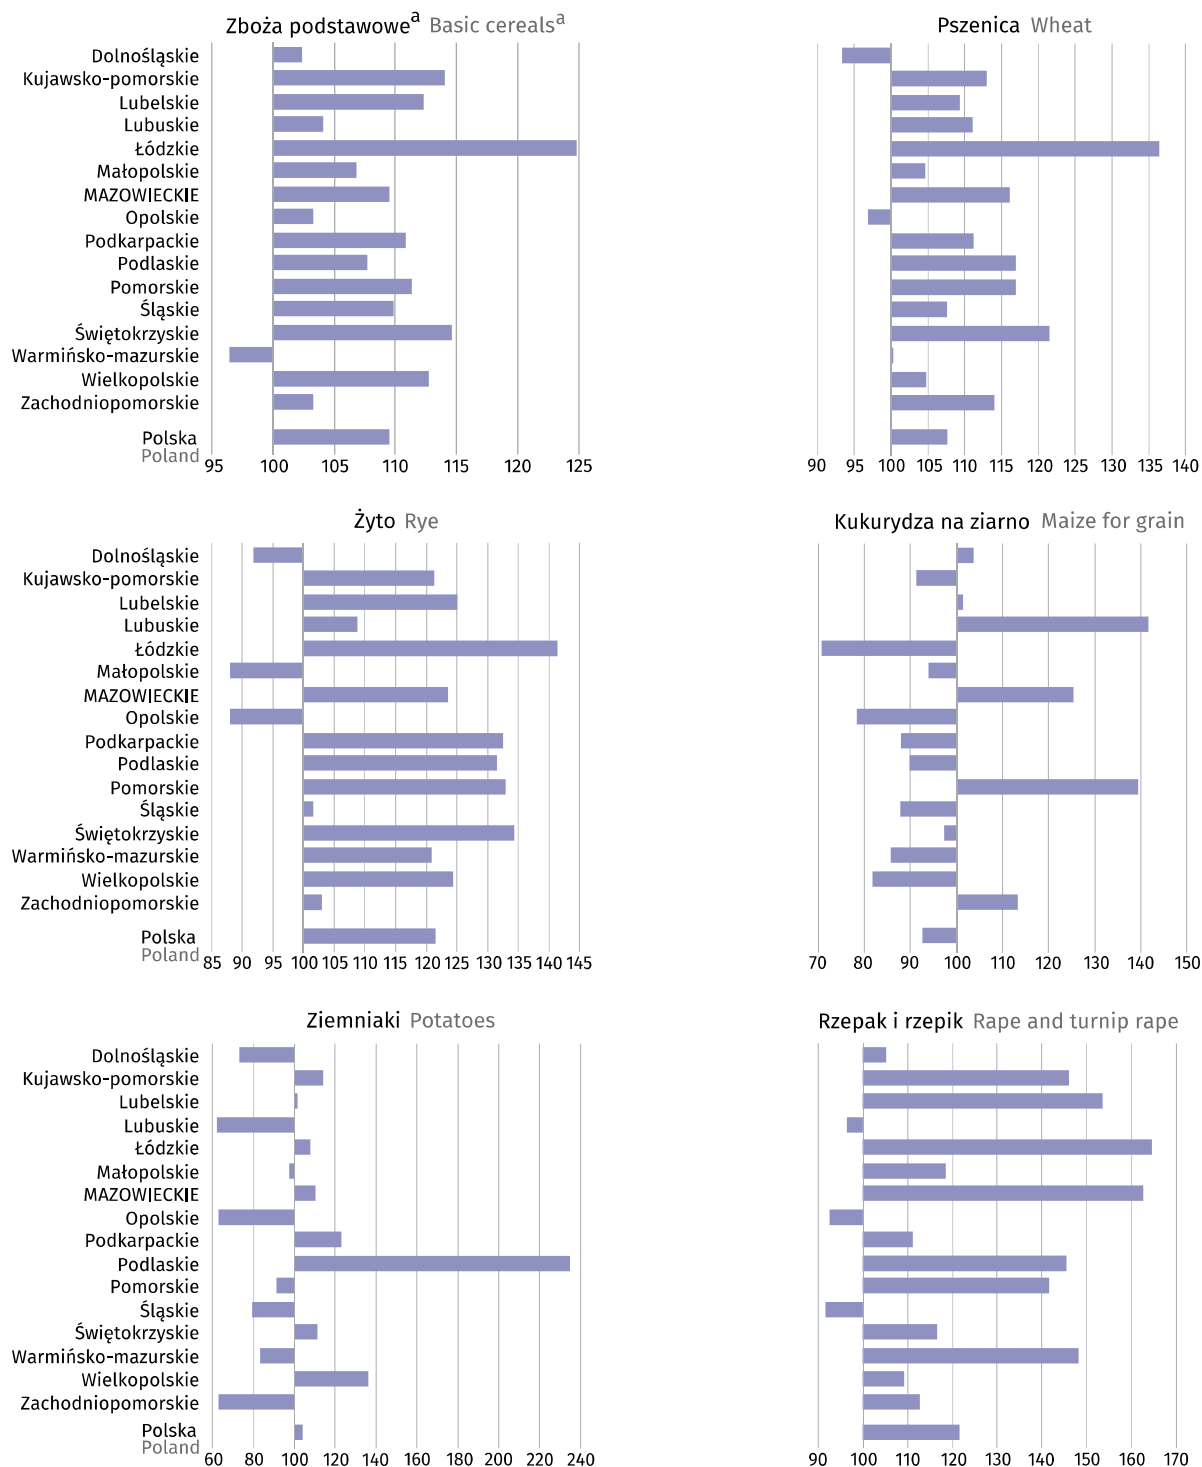 Zboża podstawoweᵃ Basic cerealsᵃ
Dolnośląskie
Kujawsko-pomorskie
Lubelskie
Lubuskie
Łódzkie
Małopolskie
MAZOWIECKIE
Opolskie
Podkarpackie
Podlaskie
Pomorskie
Śląskie
Świętokrzyskie
Warmińsko-mazurskie
Wielkopolskie
Zachodniopomorskie
Polska
Poland
95 100 105 110 115 120 125
Pszenica Wheat
90 95 100 105 110 115 120 125 130 135 140
Żyto Rye
Dolnośląskie
Kujawsko-pomorskie
Lubelskie
Lubuskie
Łódzkie
Małopolskie
MAZOWIECKIE
Opolskie
Podkarpackie
Podlaskie
Pomorskie
Śląskie
Świętokrzyskie
Warmińsko-mazurskie
Wielkopolskie
Zachodniopomorskie
Polska
Poland
85 90 95 100 105 110 115 120 125 130 135 140 145
Kukurydza na ziarno Maize for grain
70 80 90 100 110 120 130 140 150
Ziemniaki Potatoes
Dolnośląskie
Kujawsko-pomorskie
Lubelskie
Lubuskie
Łódzkie
Małopolskie
MAZOWIECKIE
Opolskie
Podkarpackie
Podlaskie
Pomorskie
Śląskie
Świętokrzyskie
Warmińsko-mazurskie
Wielkopolskie
Zachodniopomorskie
Polska
Poland
60 80 100 120 140 160 180 200 220 240
Rzepak i rzepik Rape and turnip rape
90 100 110 120 130 140 150 160 170